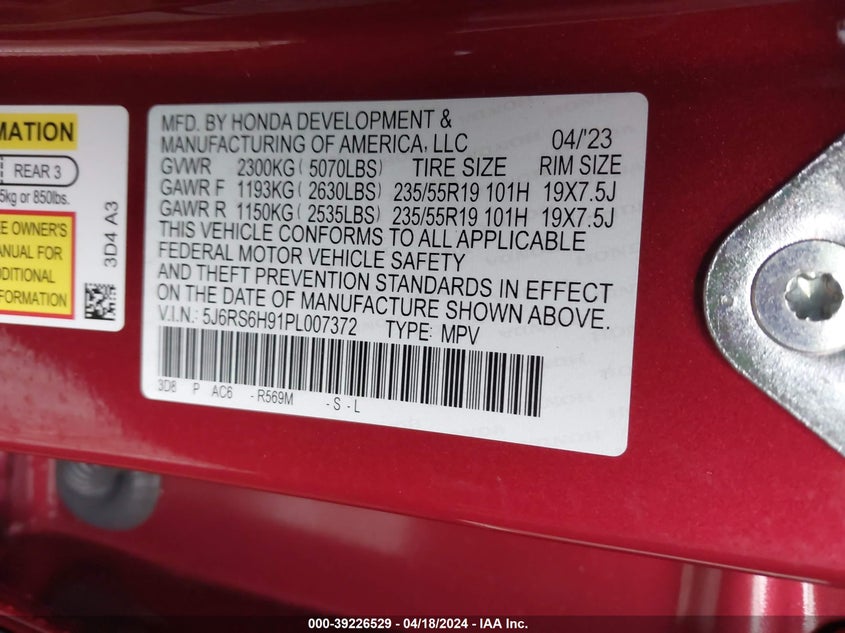 MATION
REAR 3
5kg or 850lbs.
E OWNER'S
ANUAL FOR
DDITIONAL
FORMATION
3D4 A3
MFD. BY HONDA DEVELOPMENT &
MANUFACTURING OF AMERICA, LLC 04/'23
GVWR 2300KG( 5070LBS) TIRE SIZE RIM SIZE
GAWR F 1193KG( 2630LBS) 235/55R19 101H 19X7.5J
GAWR R 1150KG( 2535LBS) 235/55R19 101H 19X7.5J
THIS VEHICLE CONFORMS TO ALL APPLICABLE
FEDERAL MOTOR VEHICLE SAFETY
AND THEFT PREVENTION STANDARDS IN EFFECT
ON THE DATE OF MANUFACTURE SHOWN ABOVE.
V.I.N.: 5J6RS6H91PL007372 TYPE: MPV
3D8 P AC6 -R569M -S-L
000-39226529 — 04/18/2024 — IAA Inc.